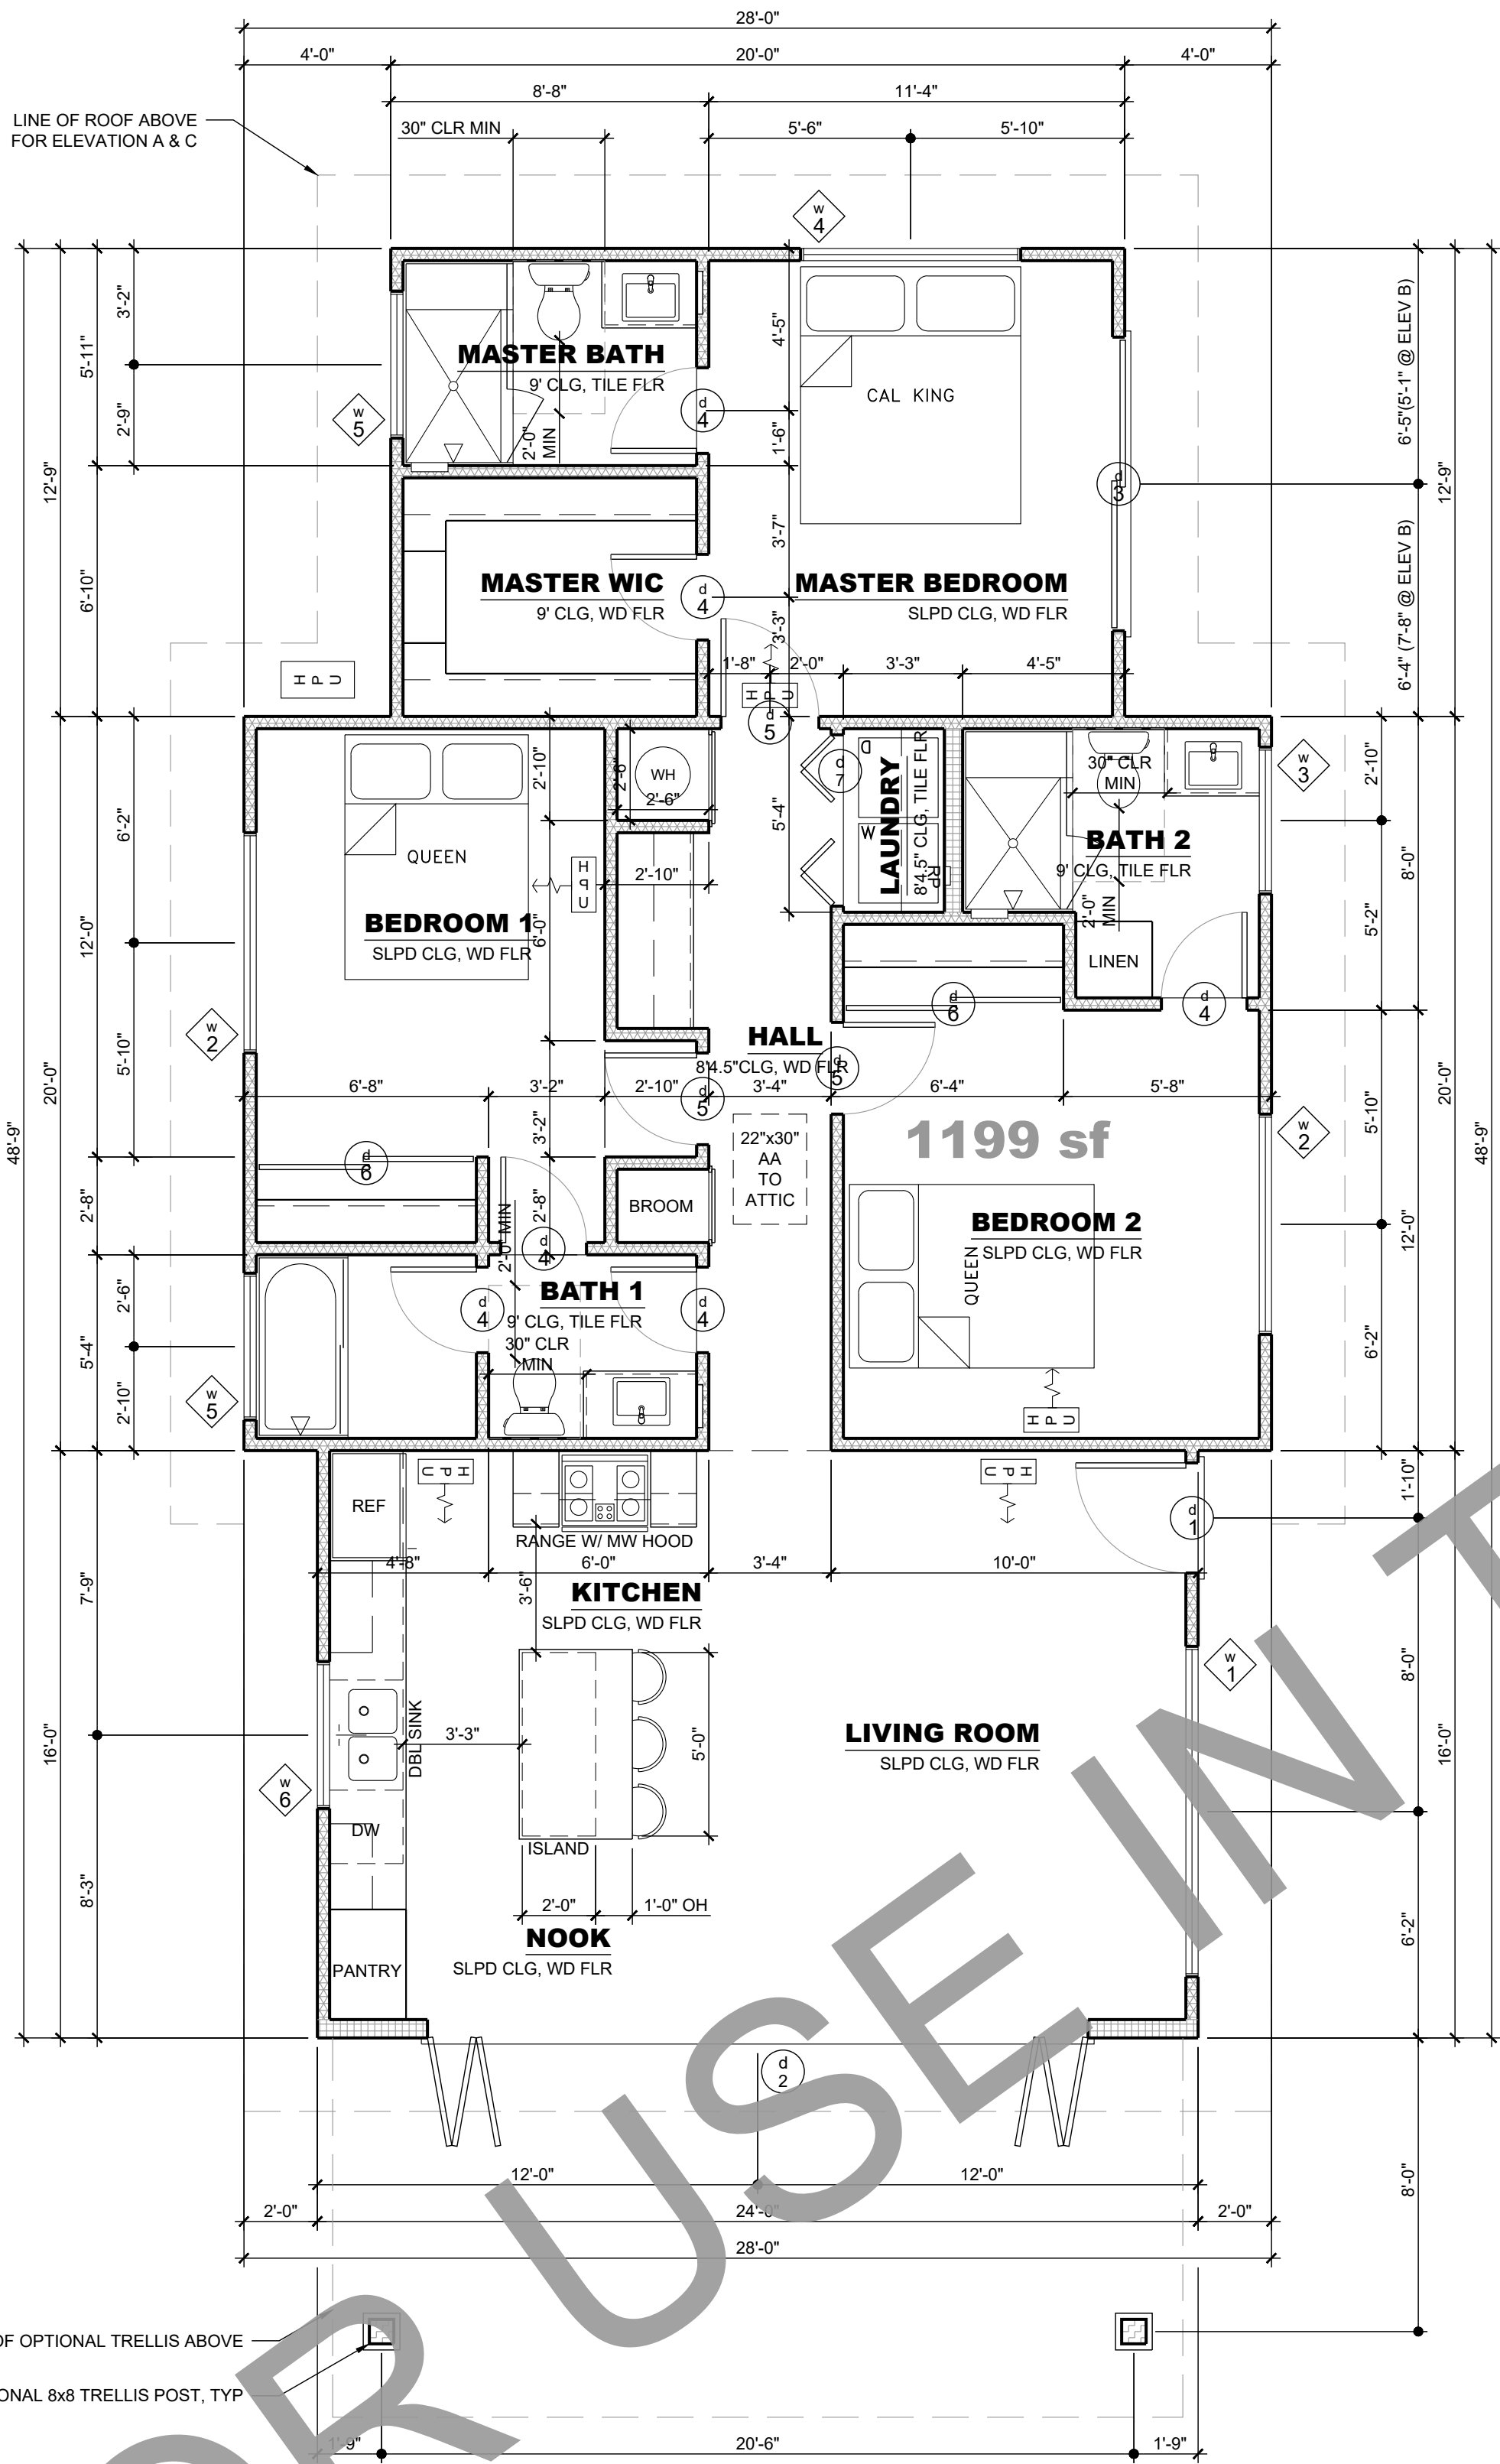 28'-0"
4'-0" 20'-0" 4'-0"
8'-8" 11'-4"
LINE OF ROOF ABOVE
FOR ELEVATION A & C
30" CLR MIN 5'-6" 5'-10"
w
4
3'-2"
5'-11"
2'-9"
12'-9"
6'-10"
w
5
MASTER BATH
9' CLG, TILE FLR
2'-0"
MIN
d
4
4'-5"
1'-6"
3'-7"
3'-3"
CAL KING
d
3
6'-5"(5'-1" @ ELEV B)
6'-4" (7'-8" @ ELEV B)
12'-9"
MASTER WIC
9' CLG, WD FLR
d
4
MASTER BEDROOM
SLPD CLG, WD FLR
HPU
1'-8" 2'-0" 3'-3" 4'-5"
HPU
d
5
48'-9"
20'-0"
6'-2"
12'-0"
5'-10"
2'-8"
w
2
QUEEN
BEDROOM 1
SLPD CLG, WD FLR
HPU
2'-10"
6'-0"
3'-2"
2'-8"
WH
2'-6"
2'-6"
2'-10"
5'-4"
d
7
D
W
LAUNDRY
8'4.5" CLG, TILE FLR
RP
30" CLR
MIN
BATH 2
9' CLG, TILE FLR
2'-0"
MIN
LINEN
w
3
2'-10"
8'-0"
5'-2"
d
6
d
4
HALL
8'4.5"CLG, WD FLR
d
5
6'-8" 3'-2" 2'-10" 3'-4" 6'-4" 5'-8"
d
5
d
6
22"x30"
AA
TO
ATTIC
BROOM
1199 sf
w
2
5'-10"
12'-0"
6'-2"
20'-0"
48'-9"
BEDROOM 2
SLPD CLG, WD FLR
QUEEN
HPU
2'-0" MIN
d
4
d
4
BATH 1
9' CLG, TILE FLR
30" CLR
MIN
d
4
2'-6"
5'-4"
2'-10"
w
5
REF
HPU
RANGE W/ MW HOOD
HPU
d
1
1'-10"
4'-8" 6'-0" 3'-4" 10'-0"
3'-6"
KITCHEN
SLPD CLG, WD FLR
7'-9"
16'-0"
8'-3"
w
6
DBL SINK
3'-3"
5'-0"
DW
ISLAND
2'-0" 1'-0" OH
LIVING ROOM
SLPD CLG, WD FLR
w
1
8'-0"
6'-2"
16'-0"
NOOK
SLPD CLG, WD FLR
PANTRY
d
2
12'-0" 12'-0"
2'-0" 24'-0" 2'-0"
28'-0"
8'-0"
OF OPTIONAL TRELLIS ABOVE
8x8 TRELLIS POST, TYP
1'-9" 20'-6" 1'-9"
OR USE IN T